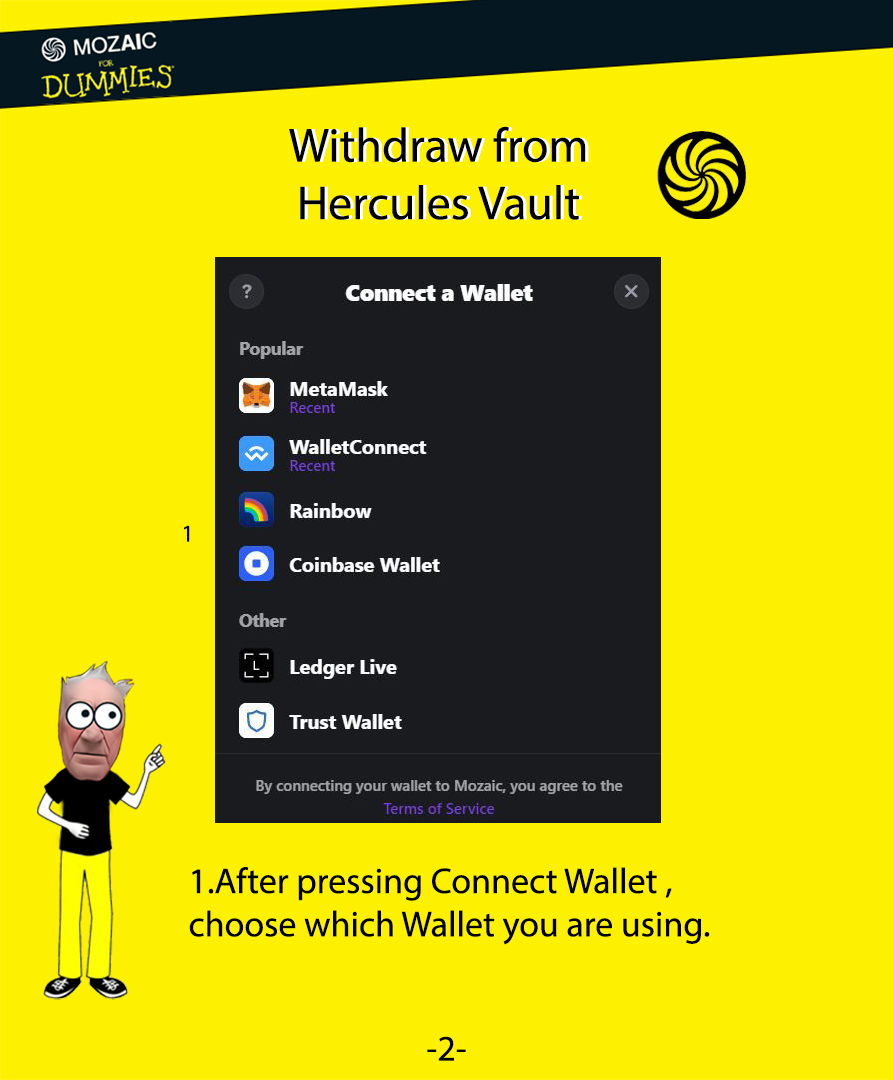 MOZAIC
FOR
DUMMIES
Withdraw from
Hercules Vault
?
Connect a Wallet
Popular
MetaMask
Recent
WalletConnect
Recent
Rainbow
1
Coinbase Wallet
Other
L
Ledger Live
Trust Wallet
By connecting your wallet to Mozaic, you agree to the
Terms of Service
1.After pressing Connect Wallet ,
choose which Wallet you are using.
-2-